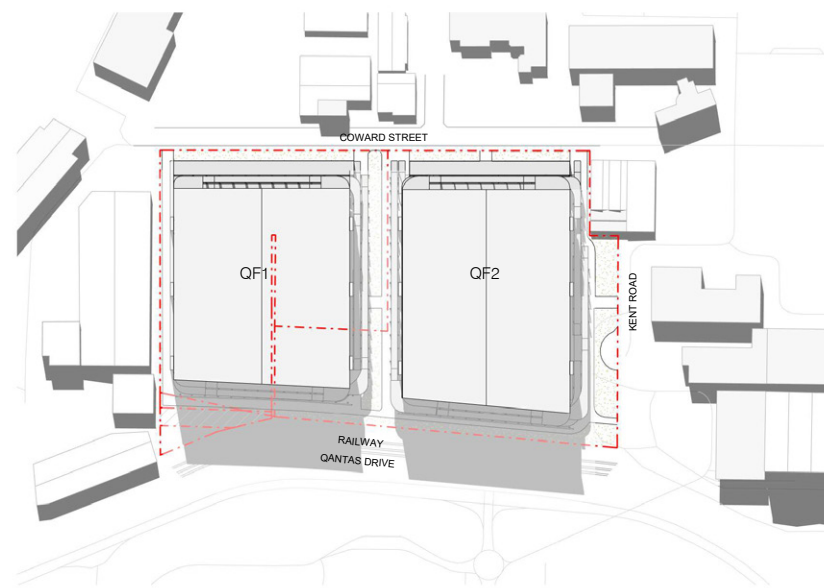 COWARD STREET
QF1
QF2
KENT ROAD
RAILWAY
QANTAS DRIVE